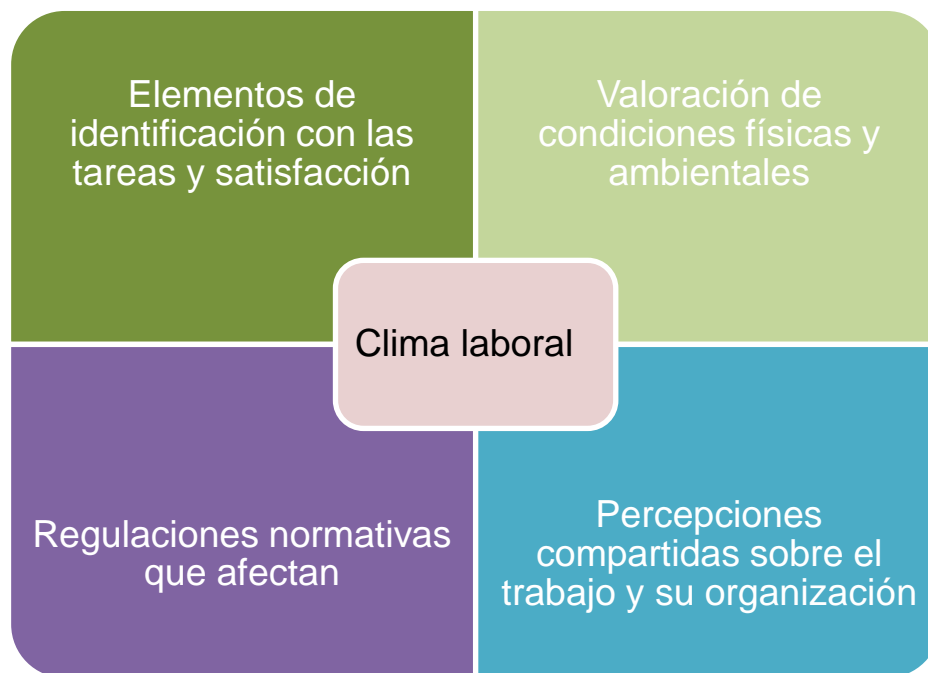 Elementos de
identificación con las
tareas y satisfacción
Valoración de
condiciones físicas y
ambientales
Clima laboral
Regulaciones normativas
que afectan
Percepciones
compartidas sobre el
trabajo y su organización